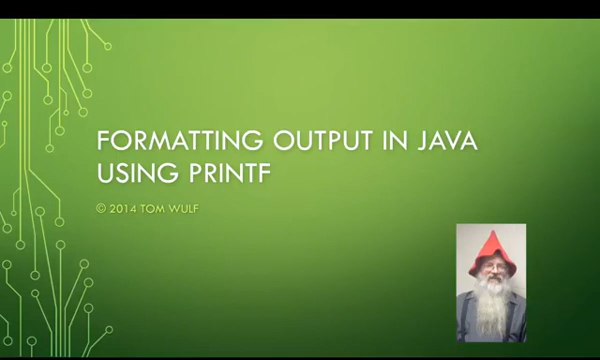 FORMATTING OUTPUT IN JAVA
USING PRINTF
© 2014 TOM WULF